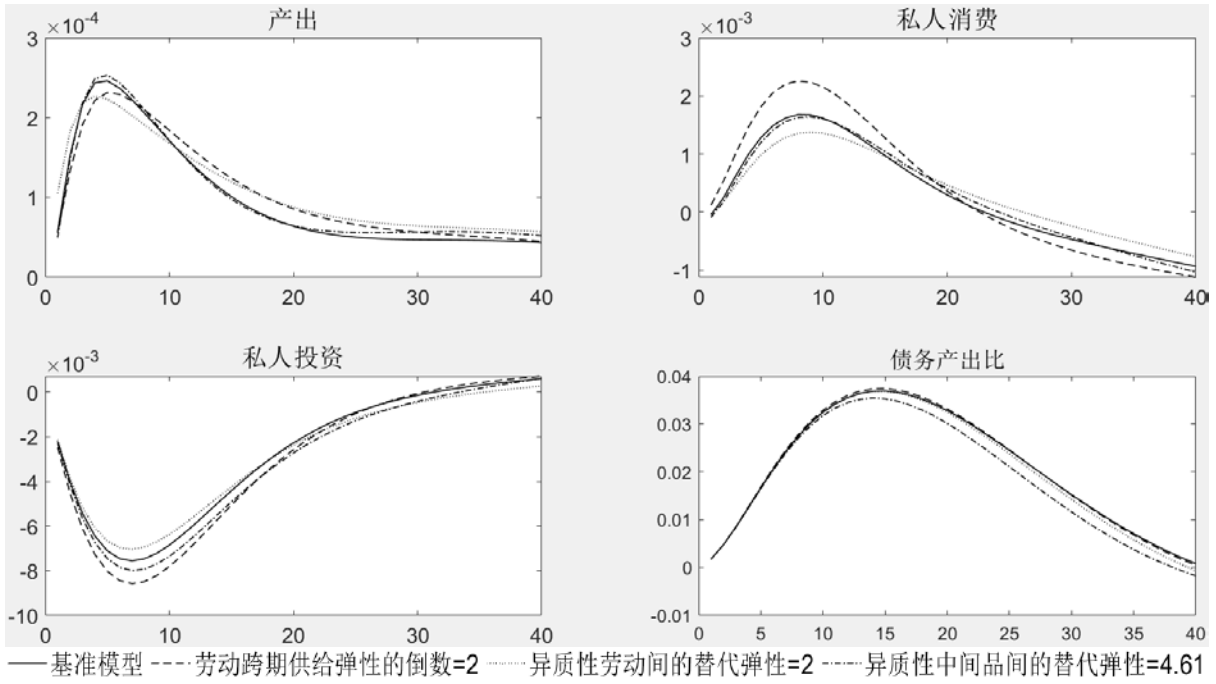 产出
×10⁻⁴
3
2
1
0
0 10 20 30 40
私人消费
×10⁻³
3
2
1
0
-1
0 10 20 30 40
私人投资
×10⁻³
0
-2
-4
-6
-8
-10
0 10 20 30 40
债务产出比
0.04
0.03
0.02
0.01
0
-0.01
0 5 10 15 20 25 30 35 40
基准模型 劳动跨期供给弹性的倒数=2 异质性劳动间的替代弹性=2 异质性中间品间的替代弹性=4.61